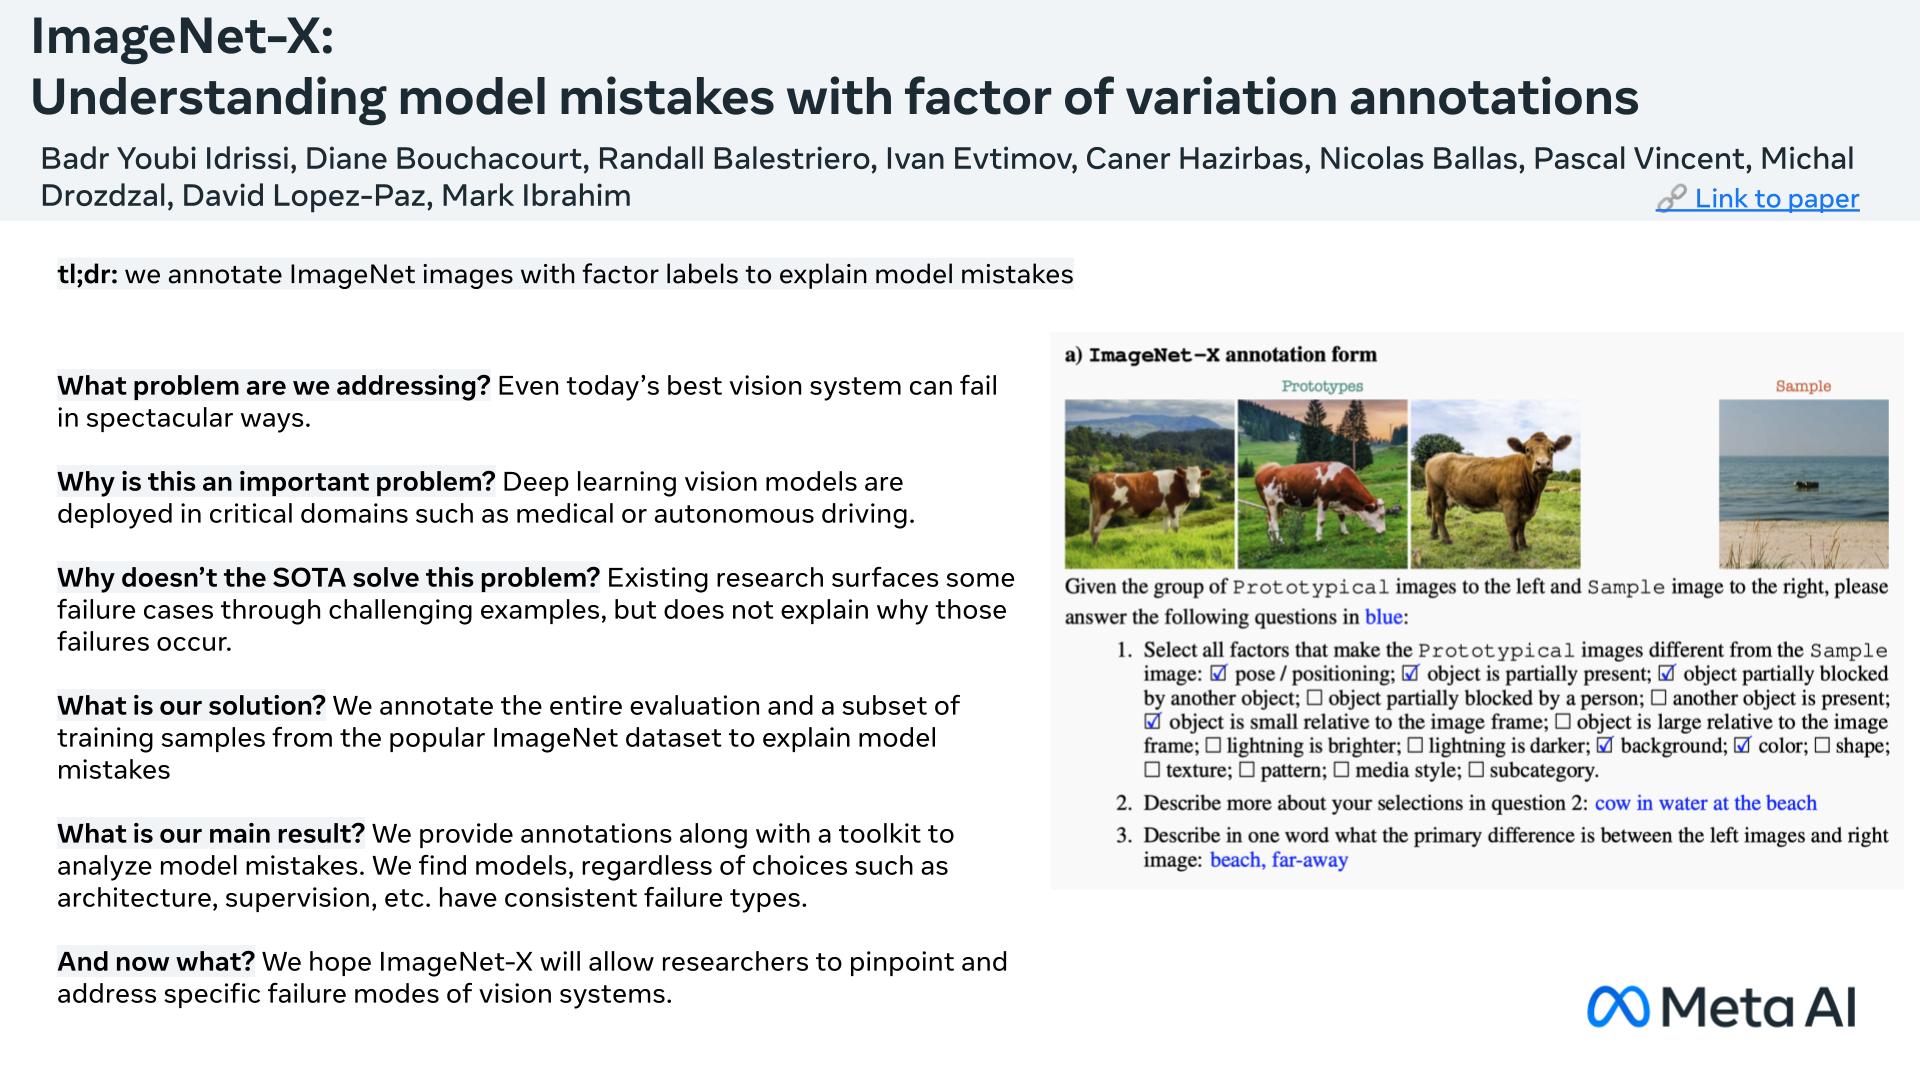 ImageNet-X:
Understanding model mistakes with factor of variation annotations
Badr Youbi Idrissi, Diane Bouchacourt, Randall Balestriero, Ivan Evtimov, Caner Hazirbas, Nicolas Ballas, Pascal Vincent, Michal
Drozdzal, David Lopez-Paz, Mark Ibrahim
🔗 Link to paper
tl;dr: we annotate ImageNet images with factor labels to explain model mistakes
What problem are we addressing? Even today’s best vision system can fail
in spectacular ways.
Why is this an important problem? Deep learning vision models are
deployed in critical domains such as medical or autonomous driving.
Why doesn’t the SOTA solve this problem? Existing research surfaces some
failure cases through challenging examples, but does not explain why those
failures occur.
What is our solution? We annotate the entire evaluation and a subset of
training samples from the popular ImageNet dataset to explain model
mistakes
What is our main result? We provide annotations along with a toolkit to
analyze model mistakes. We find models, regardless of choices such as
architecture, supervision, etc. have consistent failure types.
And now what? We hope ImageNet-X will allow researchers to pinpoint and
address specific failure modes of vision systems.
a) ImageNet-X annotation form
Prototypes
Sample
Given the group of Prototypical images to the left and Sample image to the right, please
answer the following questions in blue:
1. Select all factors that make the Prototypical images different from the Sample
image: ☑ pose / positioning; ☑ object is partially present; ☑ object partially blocked
by another object; ☐ object partially blocked by a person; ☐ another object is present;
☑ object is small relative to the image frame; ☐ object is large relative to the image
frame; ☐ lightning is brighter; ☐ lightning is darker; ☑ background; ☑ color; ☐ shape;
☐ texture; ☐ pattern; ☐ media style; ☐ subcategory.
2. Describe more about your selections in question 2: cow in water at the beach
3. Describe in one word what the primary difference is between the left images and right
image: beach, far-away
Meta AI